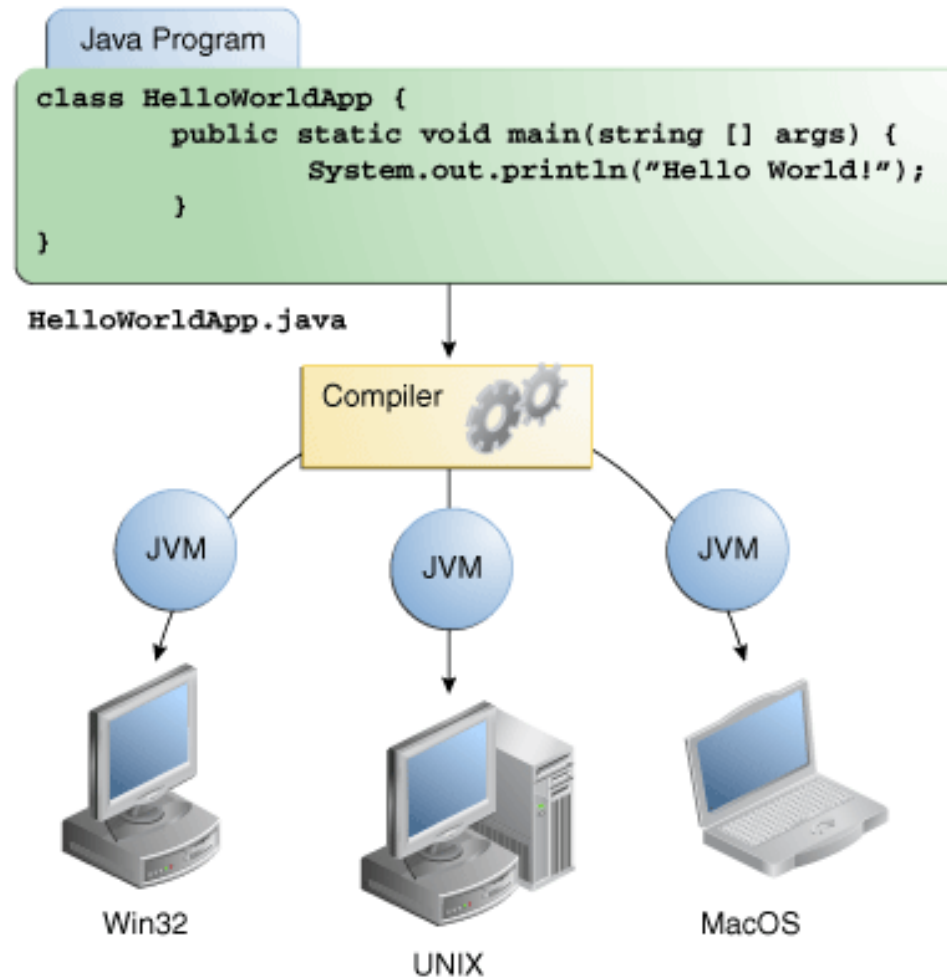 Java Program
class HelloWorldApp {
public static void main(string [] args) {
System.out.println(”Hello World!”);
}
}
HelloWorldApp.java
Compiler
JVM
JVM
JVM
Win32
UNIX
MacOS